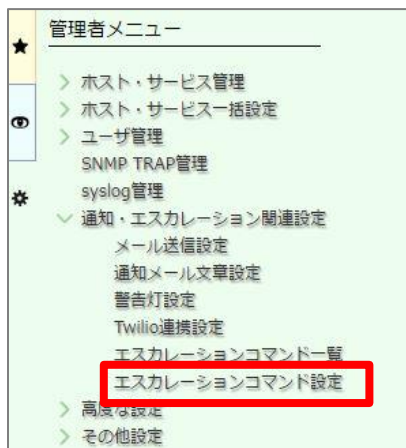 管理者メニュー
ホスト・サービス管理
ホスト・サービス一括設定
ユーザ管理
SNMP TRAP管理
syslog管理
通知・エスカレーション関連設定
メール送信設定
通知メール文章設定
警告灯設定
Twilio連携設定
エスカレーションコマンド一覧
エスカレーションコマンド設定
高度な設定
その他設定